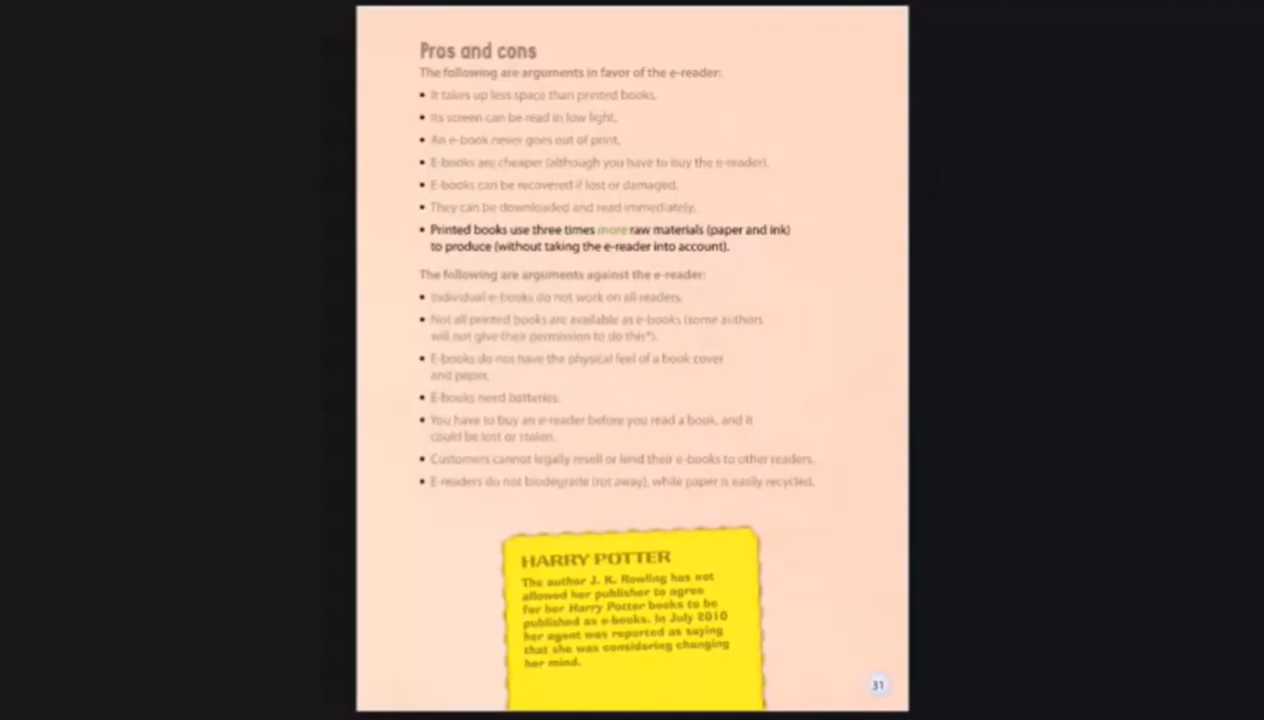 Pros and cons
The following are arguments in favor of the e-reader:
• It takes up less space than printed books.
• Its screen can be read in low light.
• An e-book never goes out of print.
• E-books are cheaper (although you have to buy the e-reader).
• E-books can be recovered if lost or damaged.
• They can be downloaded and read immediately.
• Printed books use three times more raw materials (paper and ink)
to produce (without taking the e-reader into account).
The following are arguments against the e-reader:
• Individual e-books do not work on all readers.
• Not all printed books are available as e-books (some authors
will not give their permission to do this*).
• E-books do not have the physical feel of a book cover
and paper.
• E-books need batteries.
• You have to buy an e-reader before you read a book, and it
could be lost or stolen.
• Customers cannot legally resell or lend their e-books to other readers.
• E-readers do not biodegrade (rot away), while paper is easily recycled.
HARRY POTTER
The author J. K. Rowling has not
allowed her publisher to agree
for her Harry Potter books to be
published as e-books. In July 2010
her agent was reported as saying
that she was considering changing
her mind.
31